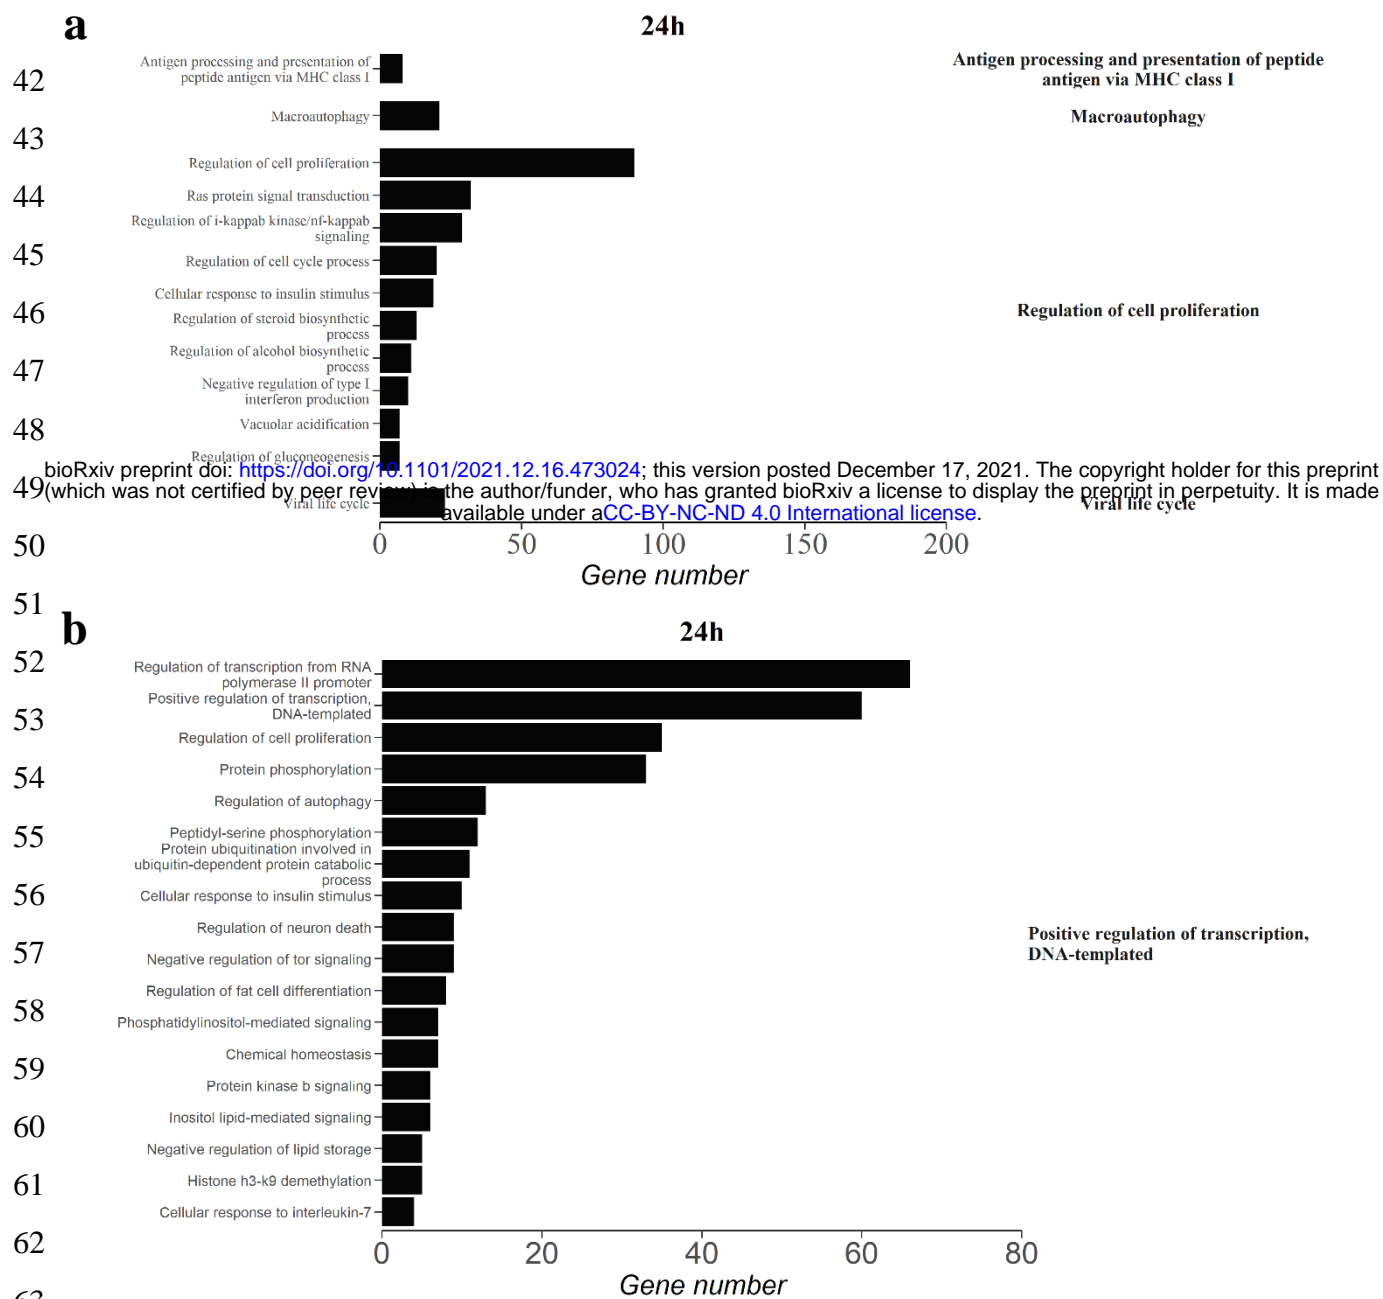 a
24h
Antigen processing and presentation of
peptide antigen via MHC class I
Antigen processing and presentation of peptide
antigen via MHC class I
42
Macroautophagy
Macroautophagy
43
Regulation of cell proliferation
44
Ras protein signal transduction
Regulation of i-kappab kinase/nf-kappab
signaling
45
Regulation of cell cycle process
Cellular response to insulin stimulus
46
Regulation of cell proliferation
Regulation of steroid biosynthetic
process
47
Regulation of alcohol biosynthetic
process
Negative regulation of type I
interferon production
48
Vacuolar acidification
Regulation of gluconeogenesis
bioRxiv preprint doi: https://doi.org/10.1101/2021.12.16.473024; this version posted December 17, 2021. The copyright holder for this preprint
49
(which was not certified by peer review) is the author/funder, who has granted bioRxiv a license to display the preprint in perpetuity. It is made
Viral life cycle
Viral life cycle
available under aCC-BY-NC-ND 4.0 International license.
50
0 50 100 150 200
Gene number
51
b
24h
52
Regulation of transcription from RNA
polymerase II promoter
53
Positive regulation of transcription,
DNA-templated
Regulation of cell proliferation
54
Protein phosphorylation
Regulation of autophagy
55
Peptidyl-serine phosphorylation
Protein ubiquitination involved in
ubiquitin-dependent protein catabolic
process
56
Cellular response to insulin stimulus
Regulation of neuron death
57
Positive regulation of transcription,
DNA-templated
Negative regulation of tor signaling
Regulation of fat cell differentiation
58
Phosphatidylinositol-mediated signaling
Chemical homeostasis
59
Protein kinase b signaling
60
Inositol lipid-mediated signaling
Negative regulation of lipid storage
61
Histone h3-k9 demethylation
Cellular response to interleukin-7
62
0 20 40 60 80
Gene number